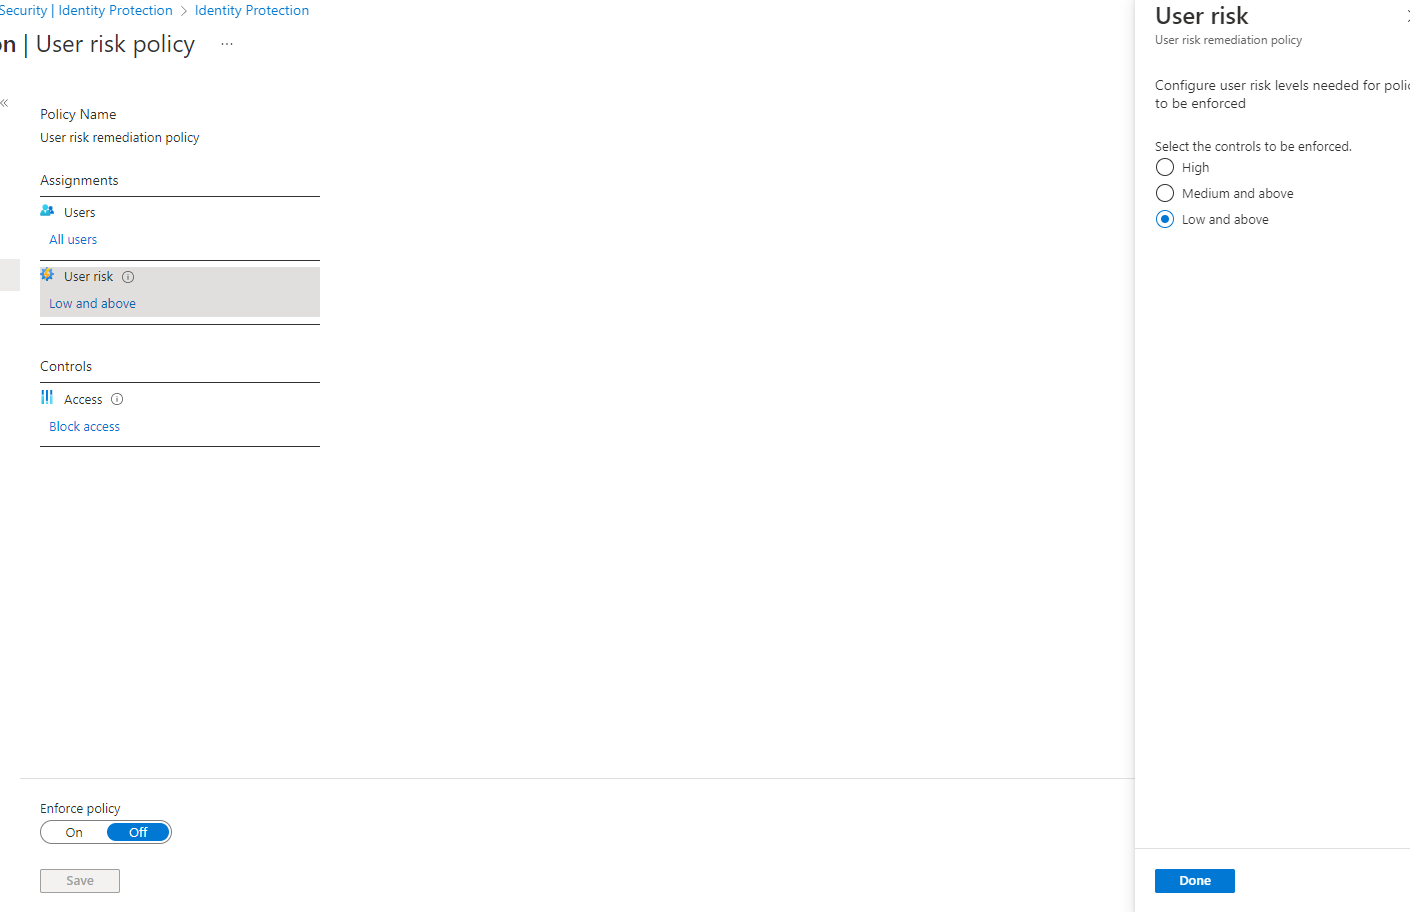 Security | Identity Protection > Identity Protection
on | User risk policy ...
«
Policy Name
User risk remediation policy
Assignments
Users
All users
User risk
Low and above
Controls
Access
Block access
Enforce policy
On Off
Save
User risk
User risk remediation policy
Configure user risk levels needed for polic
to be enforced
Select the controls to be enforced.
High
Medium and above
Low and above
Done